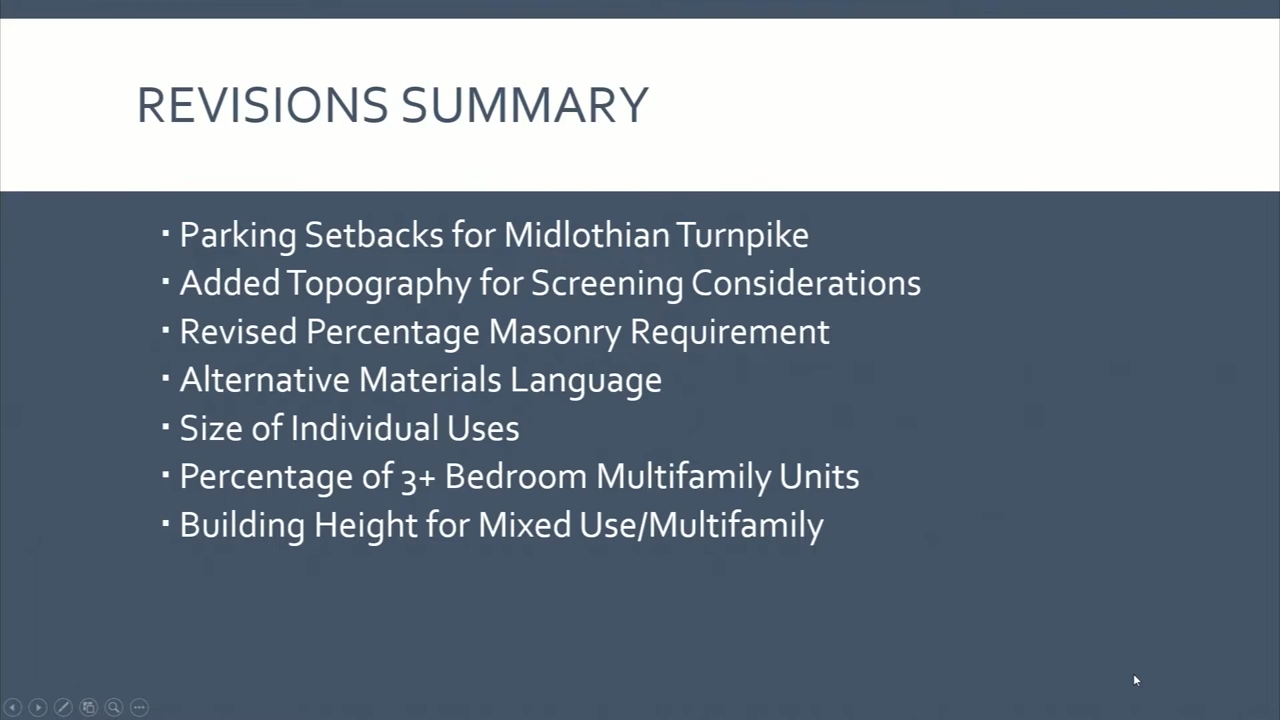 REVISIONS SUMMARY
▪ Parking Setbacks for Midlothian Turnpike
▪ Added Topography for Screening Considerations
▪ Revised Percentage Masonry Requirement
▪ Alternative Materials Language
▪ Size of Individual Uses
▪ Percentage of 3+ Bedroom Multifamily Units
▪ Building Height for Mixed Use/Multifamily